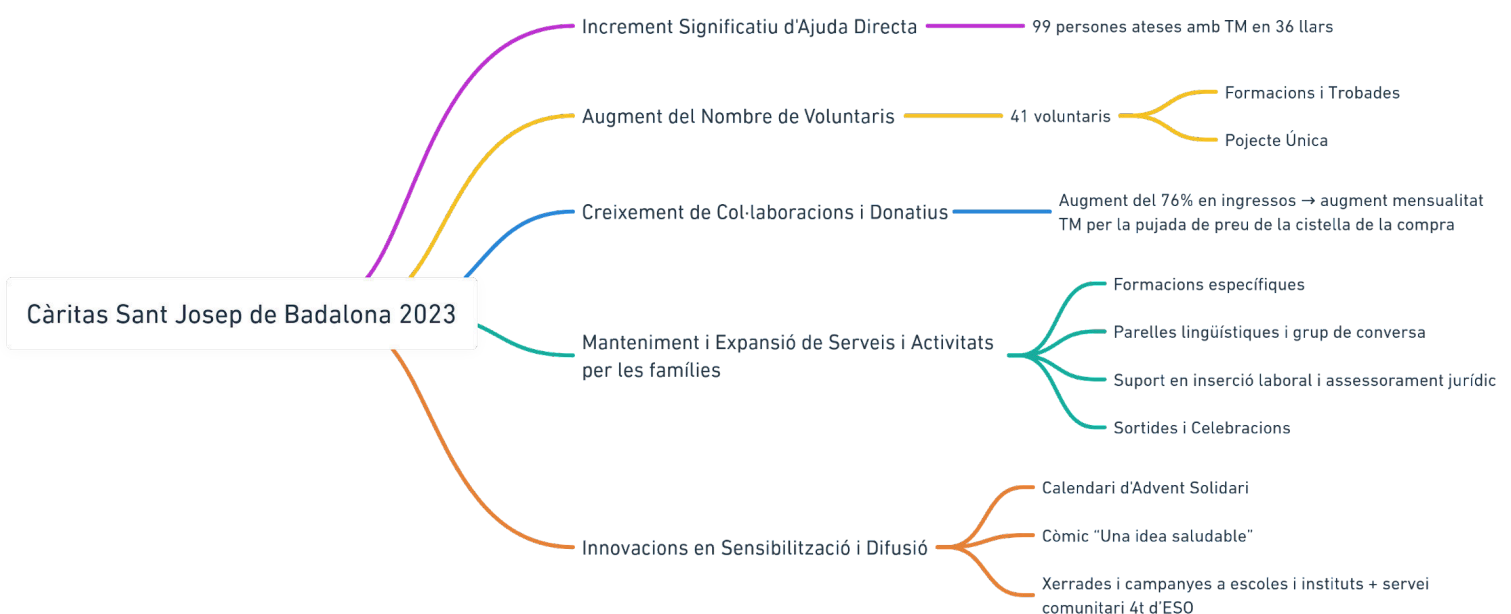 Càritas Sant Josep de Badalona 2023
Increment Significatiu d'Ajuda Directa
99 persones ateses amb TM en 36 llars
Augment del Nombre de Voluntaris
41 voluntaris
Formacions i Trobades
Pojecte Única
Creixement de Col·laboracions i Donatius
Augment del 76% en ingressos → augment mensualitat
TM per la pujada de preu de la cistella de la compra
Manteniment i Expansió de Serveis i Activitats
per les famílies
Formacions específiques
Parelles lingüístiques i grup de conversa
Suport en inserció laboral i assessorament jurídic
Sortides i Celebracions
Innovacions en Sensibilització i Difusió
Calendari d'Advent Solidari
Còmic “Una idea saludable”
Xerrades i campanyes a escoles i instituts + servei
comunitari 4t d'ESO